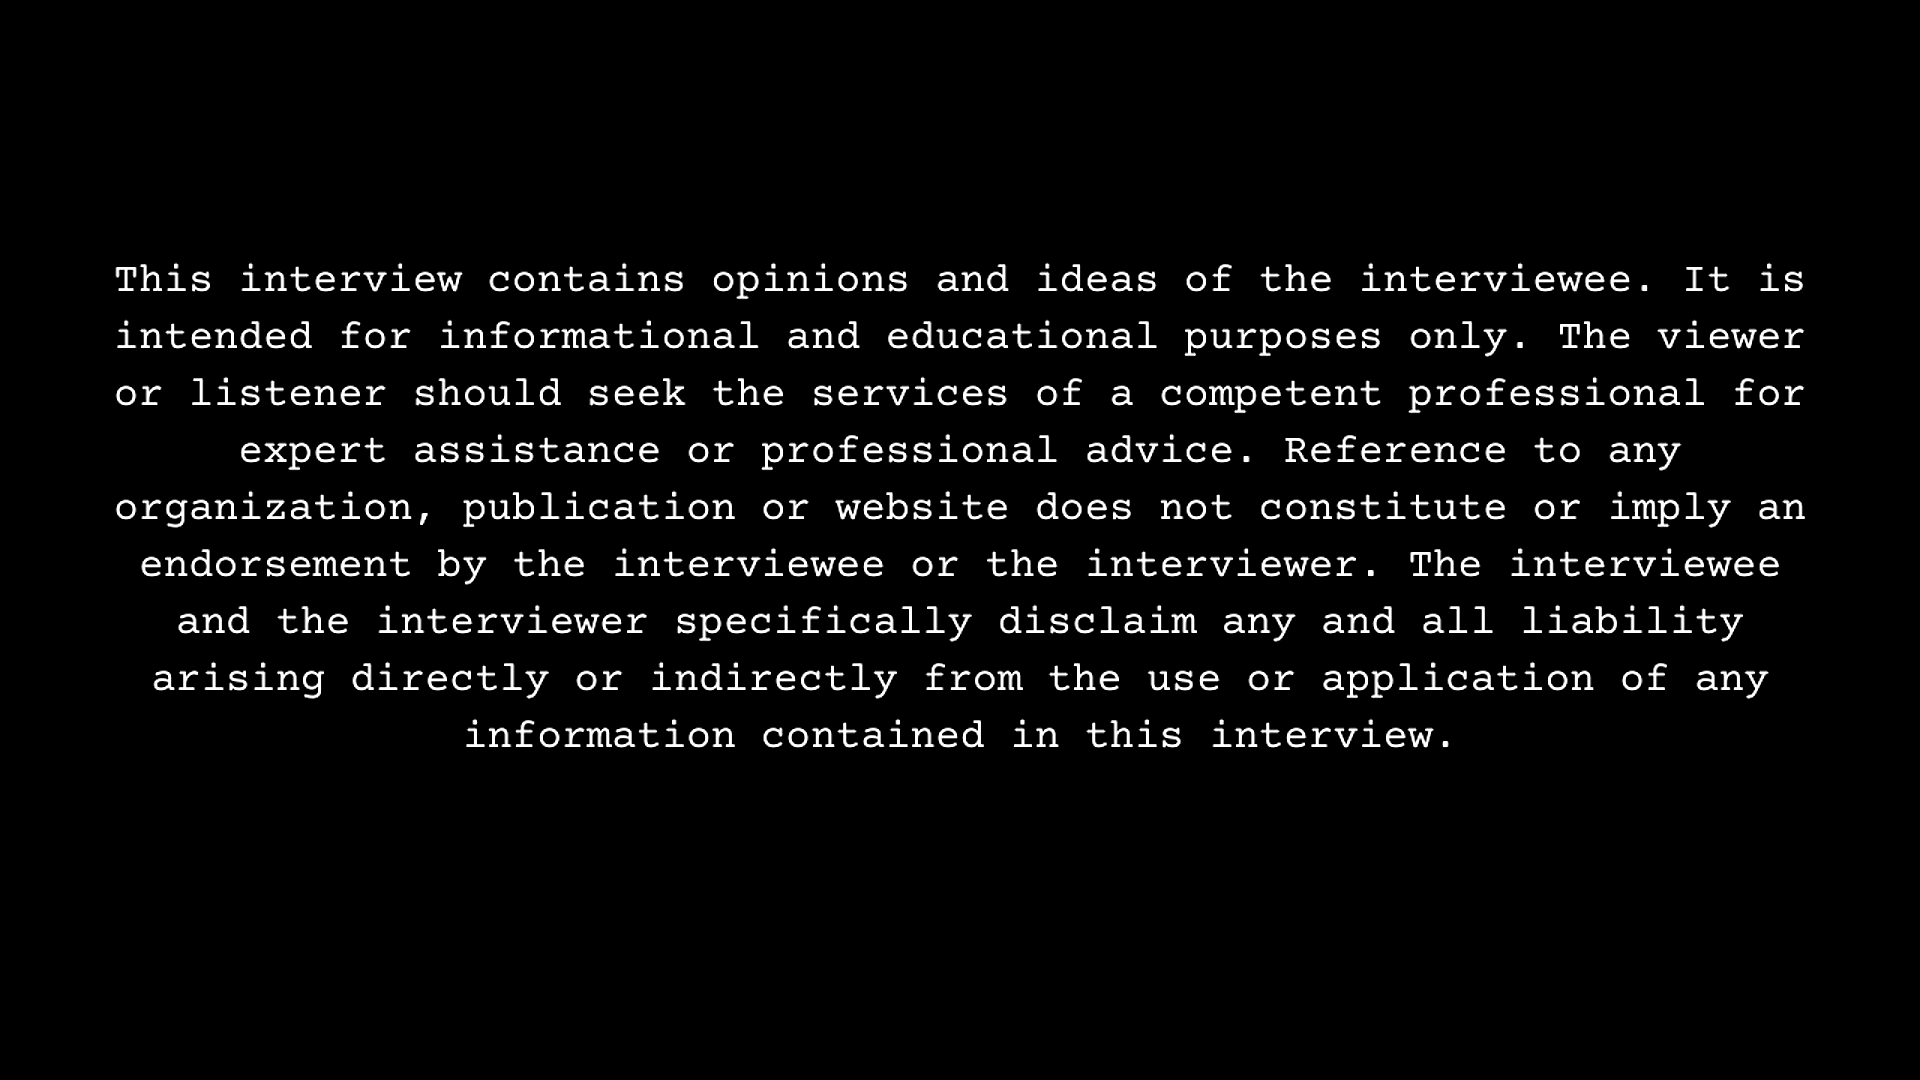 This interview contains opinions and ideas of the interviewee. It is
intended for informational and educational purposes only. The viewer
or listener should seek the services of a competent professional for
expert assistance or professional advice. Reference to any
organization, publication or website does not constitute or imply an
endorsement by the interviewee or the interviewer. The interviewee
and the interviewer specifically disclaim any and all liability
arising directly or indirectly from the use or application of any
information contained in this interview.